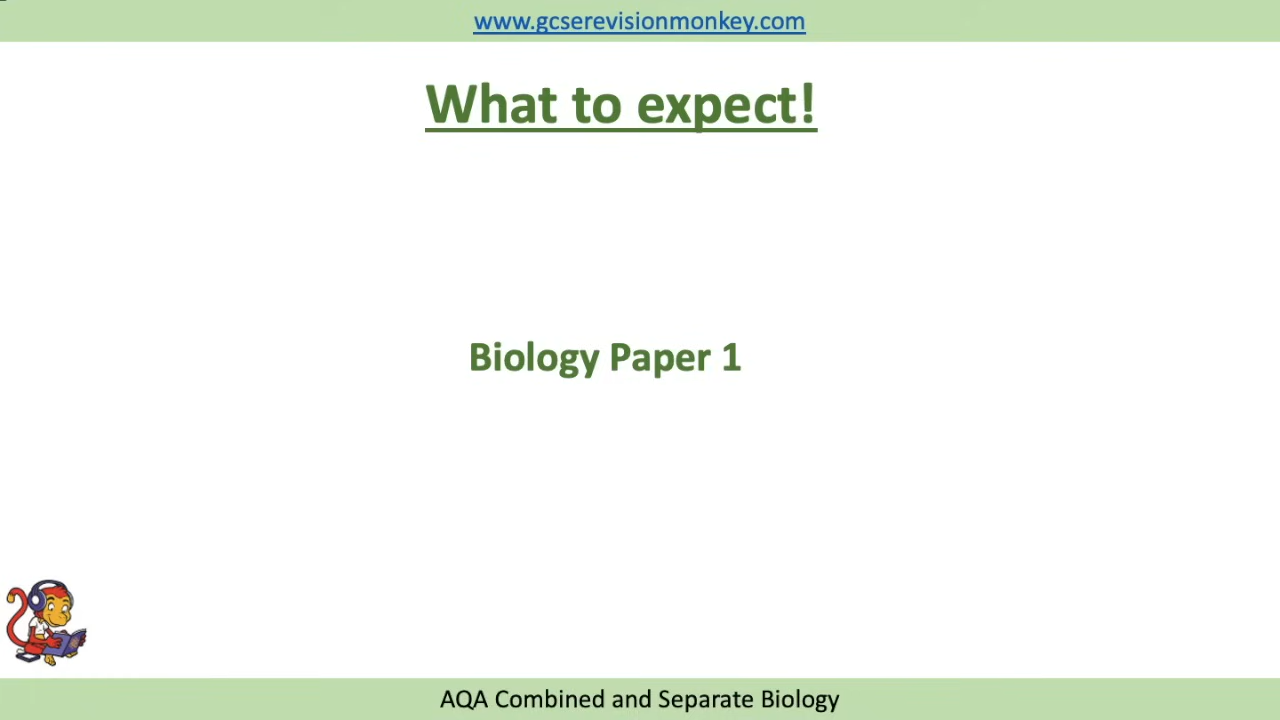 www.gcserevisionmonkey.com
What to expect!
Biology Paper 1
AQA Combined and Separate Biology